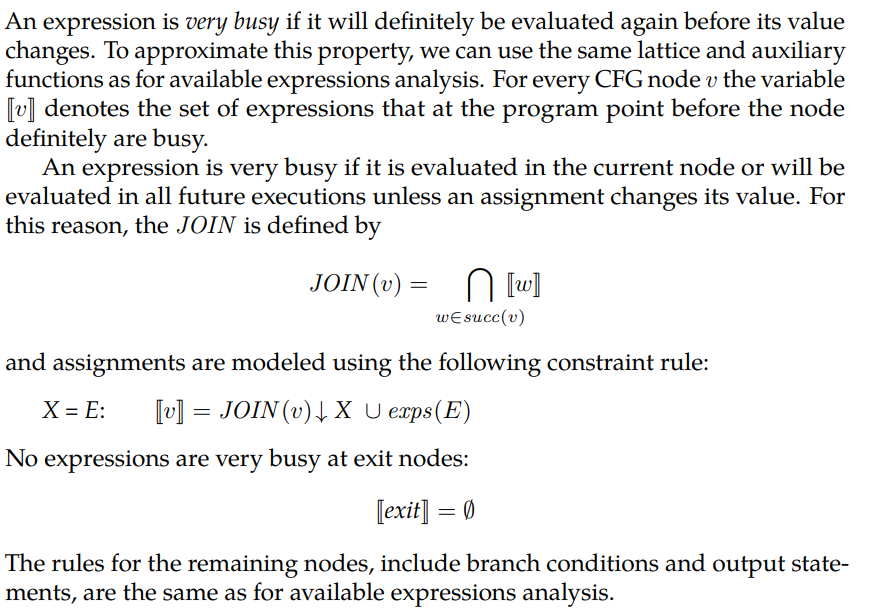 An expression is very busy if it will definitely be evaluated again before its value
changes. To approximate this property, we can use the same lattice and auxiliary
functions as for available expressions analysis. For every CFG node v the variable
⟦v⟧ denotes the set of expressions that at the program point before the node
definitely are busy.
An expression is very busy if it is evaluated in the current node or will be
evaluated in all future executions unless an assignment changes its value. For
this reason, the JOIN is defined by
JOIN(v) = ⋂ ⟦w⟧
w∈succ(v)
and assignments are modeled using the following constraint rule:
X = E: ⟦v⟧ = JOIN(v)↓X ∪ exps(E)
No expressions are very busy at exit nodes:
⟦exit⟧ = ∅
The rules for the remaining nodes, include branch conditions and output state-
ments, are the same as for available expressions analysis.